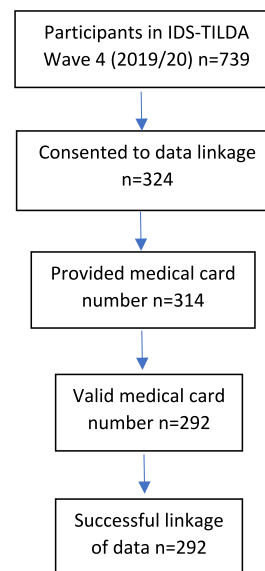 Participants in IDS-TILDA
Wave 4 (2019/20) n=739
Consented to data linkage
n=324
Provided medical card
number n=314
Valid medical card
number n=292
Successful linkage
of data n=292